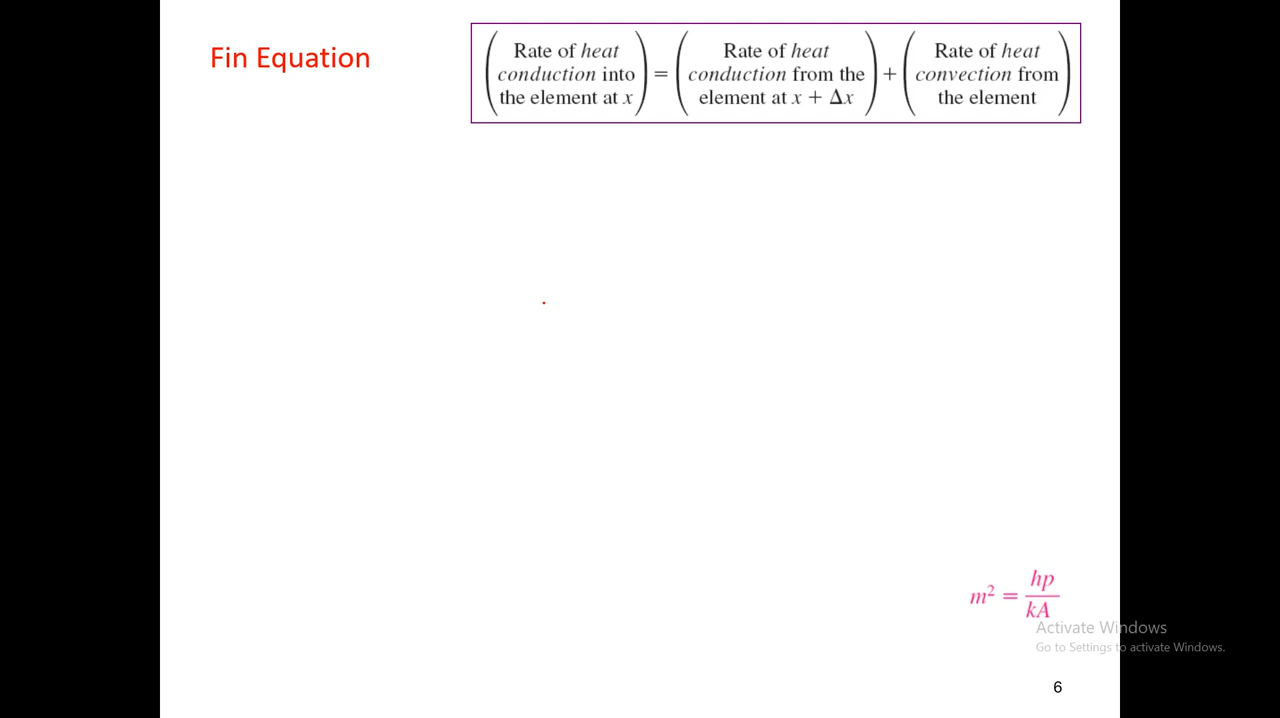 Fin Equation
(Rate of heat conduction into the element at x) = (Rate of heat conduction from the element at x + Δx) + (Rate of heat convection from the element)
m² = hp/kA
Activate Windows
Go to Settings to activate Windows.
6